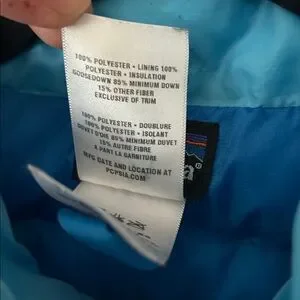 100% POLYESTER • LINING 100%
POLYESTER • INSULATION
GOOSEDOWN 85% MINIMUM DOWN
15% OTHER FIBER
EXCLUSIVE OF TRIM
100% POLYESTER • DOUBLURE
100% POLYESTER • ISOLANT
DUVET D'OIE 85% MINIMUM DUVET
15% AUTRE FIBRE
A PART LA GARNITURE
MFG DATE AND LOCATION AT
PCPSIA.COM
a®